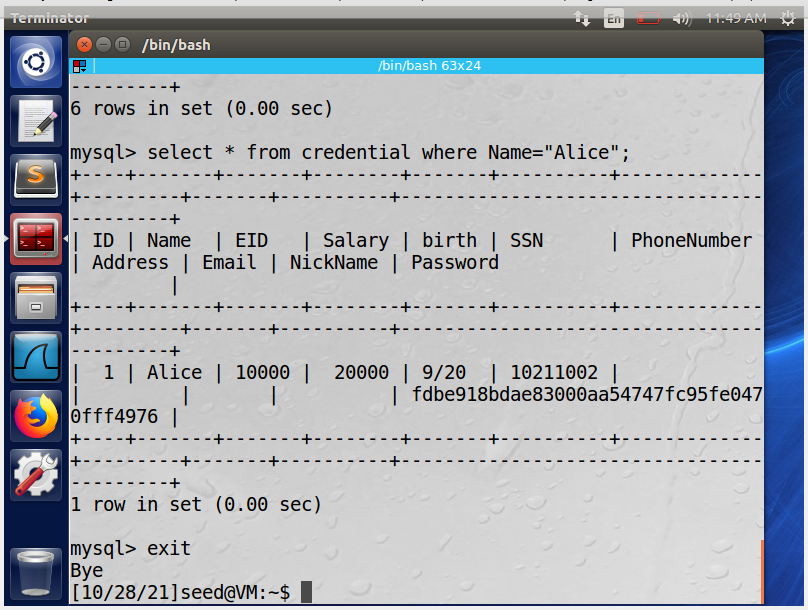 Terminator
En
11:49 AM
/bin/bash
/bin/bash 63x24
---------+
6 rows in set (0.00 sec)
mysql> select * from credential where Name="Alice";
+----+-------+-------+--------+-------+----------+-------------
+---------+-------+----------+---------------------------------
---------+
| ID | Name  | EID   | Salary | birth | SSN      | PhoneNumber
| Address | Email | NickName | Password
         |
+----+-------+-------+--------+-------+----------+-------------
+---------+-------+----------+---------------------------------
---------+
|  1 | Alice | 10000 |  20000 | 9/20  | 10211002 |
|         |       |          | fdbe918bdae83000aa54747fc95fe047
0fff4976 |
+----+-------+-------+--------+-------+----------+-------------
+---------+-------+----------+---------------------------------
---------+
1 row in set (0.00 sec)
mysql> exit
Bye
[10/28/21]seed@VM:~$